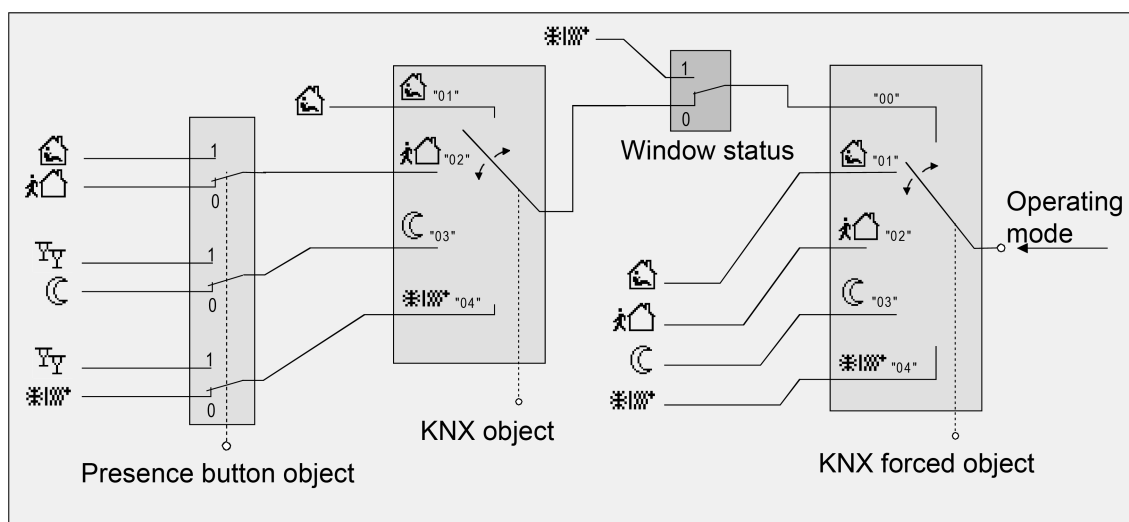 1
0
1
0
1
0
Presence button object
"01"
"02"
"03"
"04"
KNX object
1
0
Window status
"00"
"01"
"02"
"03"
"04"
KNX forced object
Operating
mode